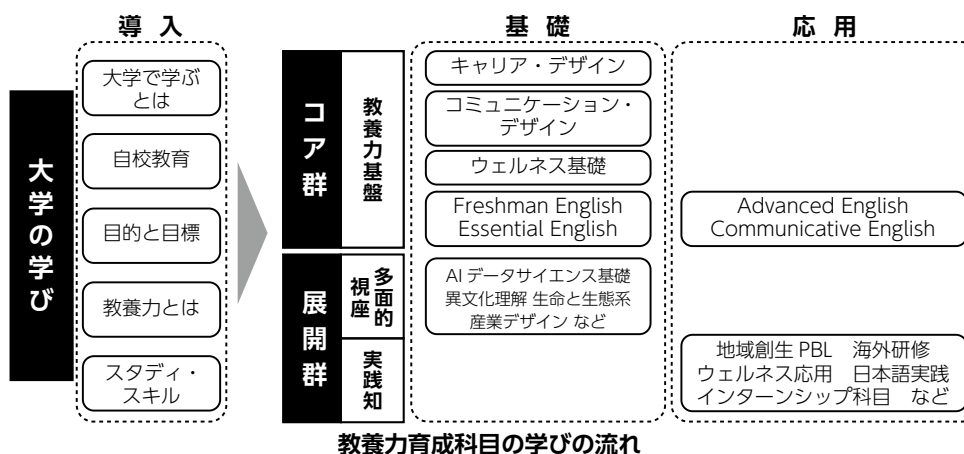 導 入
基 礎
応 用
大学の学び
大学で学ぶ
とは
自校教育
目的と目標
教養力とは
スタディ・
スキル
コア群
教養力基盤
キャリア・デザイン
コミュニケーション・
デザイン
ウェルネス基礎
Freshman English
Essential English
Advanced English
Communicative English
展開群
多面的
視座
AI データサイエンス基礎
異文化理解 生命と生態系
産業デザイン など
実践知
地域創生 PBL　海外研修
ウェルネス応用　日本語実践
インターンシップ科目　など
教養力育成科目の学びの流れ